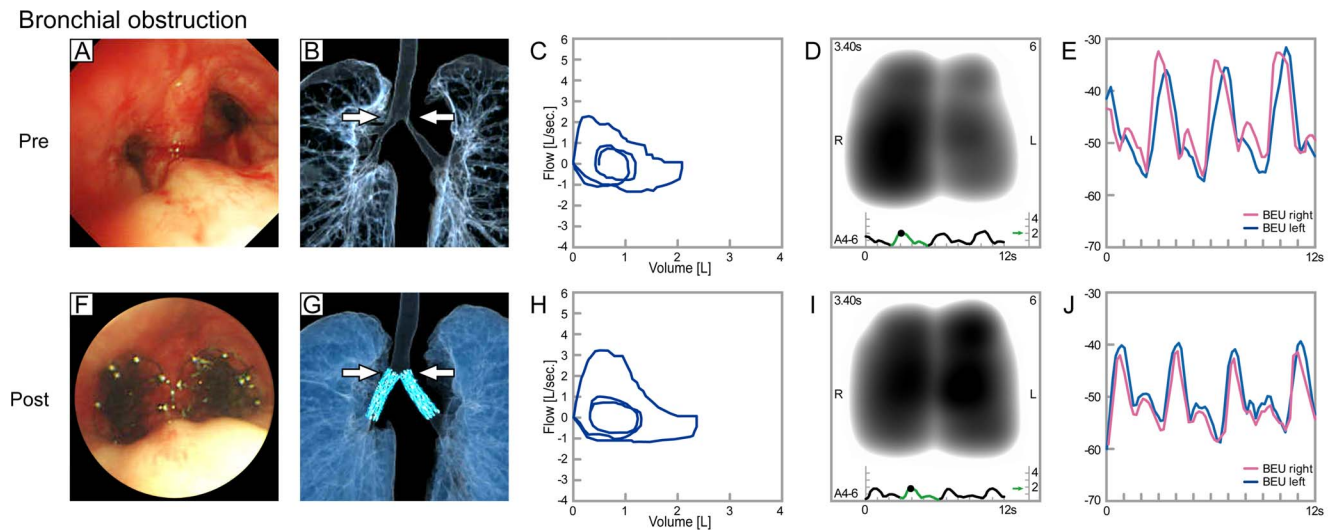 Bronchial obstruction
Pre
A
B
C
Flow [L/sec.]
6
5
4
3
2
1
0
-1
-2
-3
-4
0 1 2 3 4
Volume [L]
D
3.40s 6
R L
A4-6
4
2
0 12s
E
-30
-40
-50
-60
-70
BEU right
BEU left
0 12s
Post
F
G
H
Flow [L/sec.]
6
5
4
3
2
1
0
-1
-2
-3
-4
0 1 2 3 4
Volume [L]
I
3.40s 6
R L
A4-6
4
2
0 12s
J
-30
-40
-50
-60
-70
BEU right
BEU left
0 12s